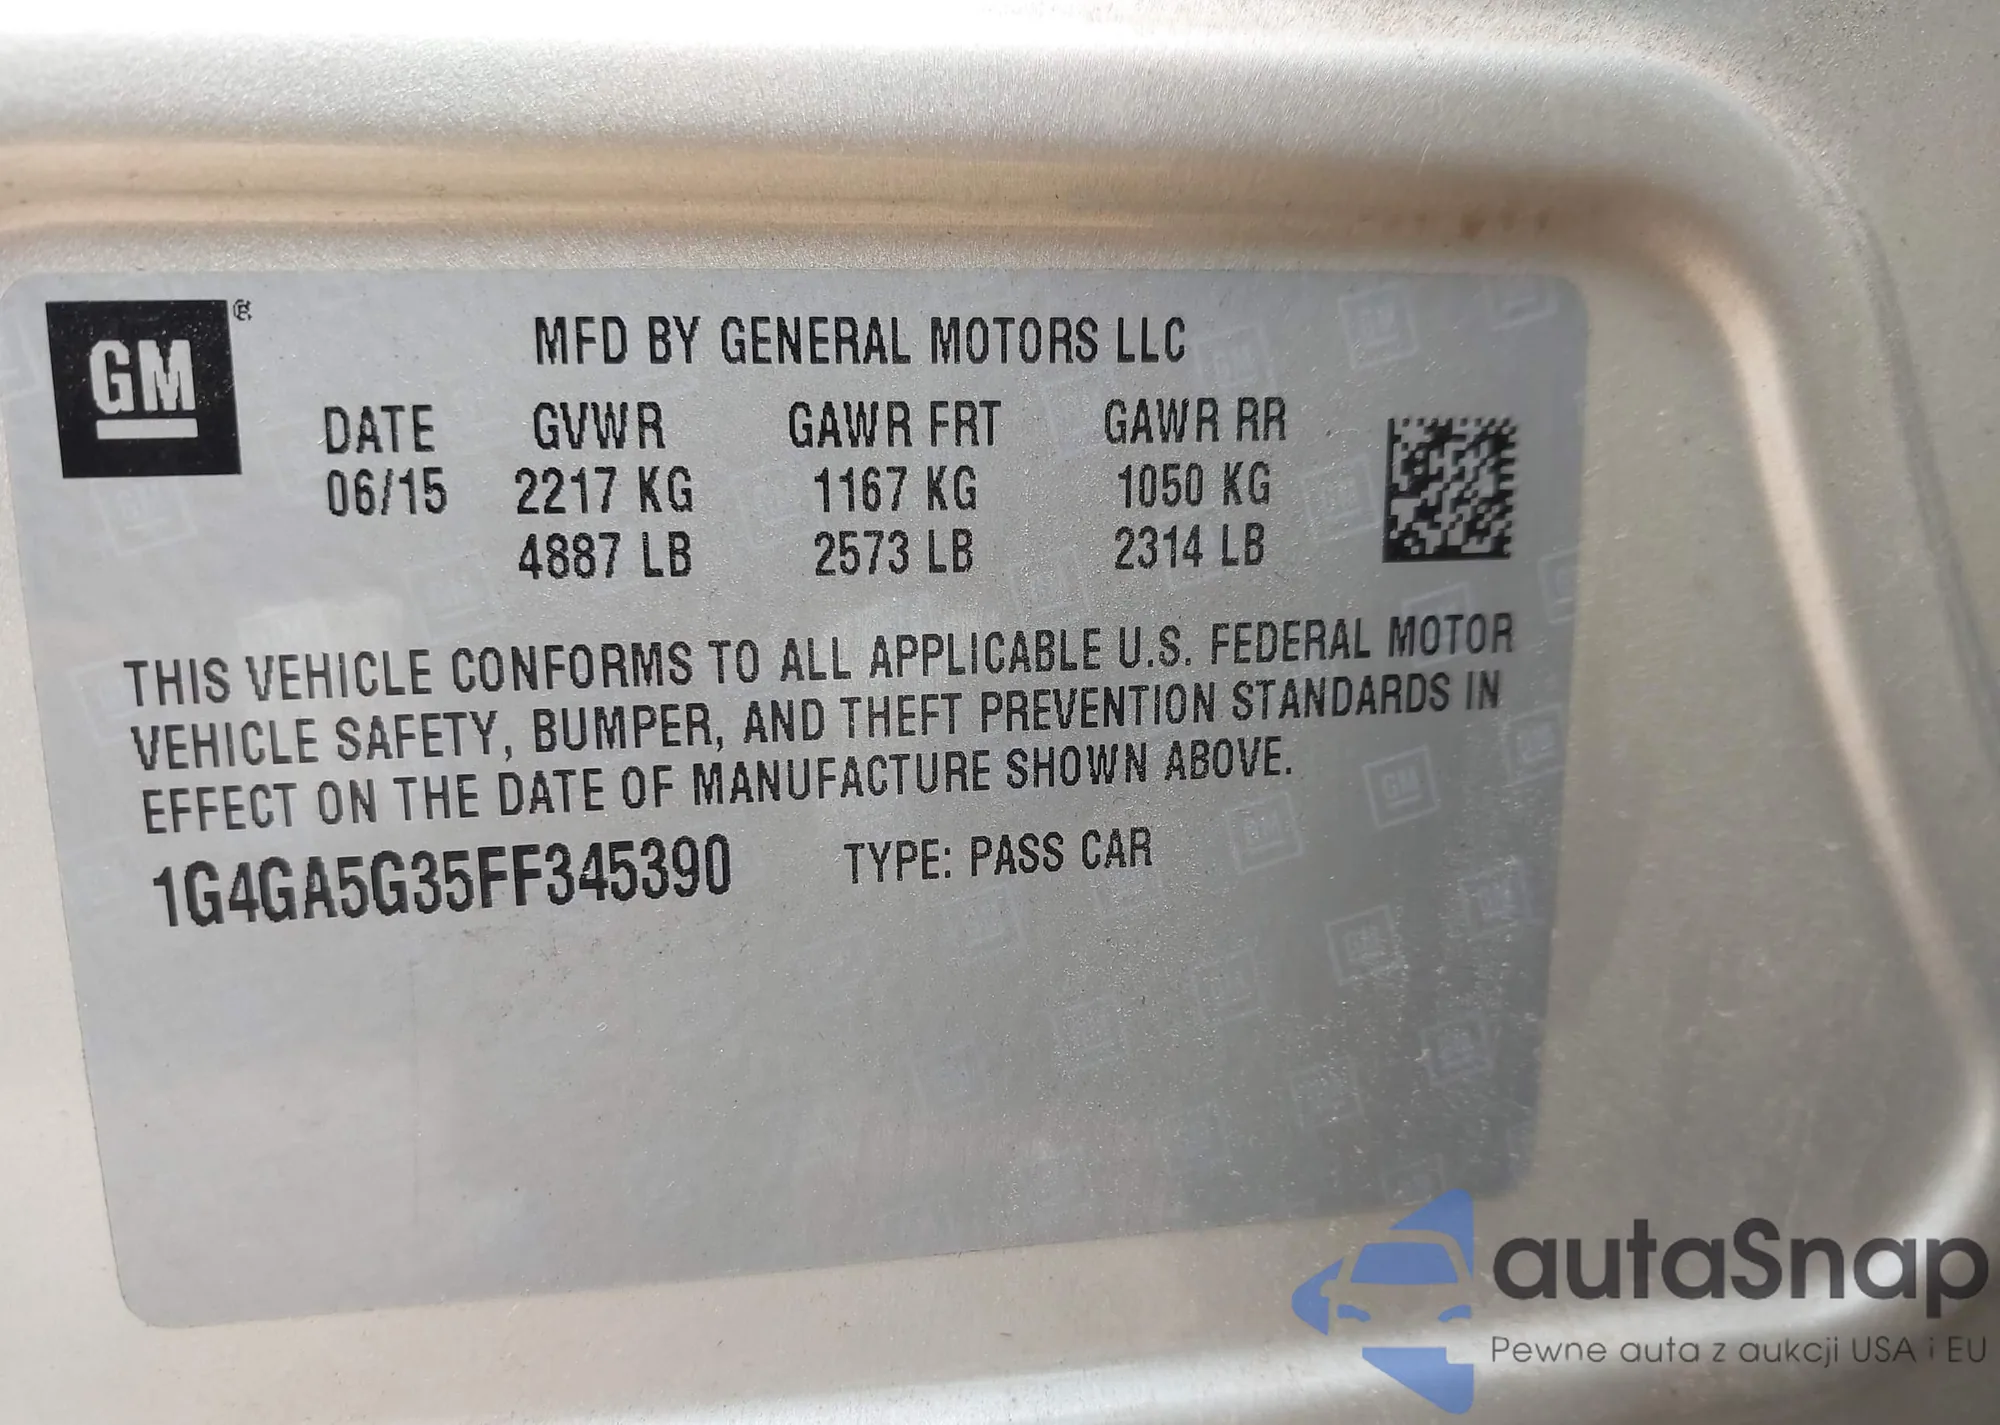 GM®
MFD BY GENERAL MOTORS LLC
DATE GVWR GAWR FRT GAWR RR
06/15 2217 KG 1167 KG 1050 KG
4887 LB 2573 LB 2314 LB
THIS VEHICLE CONFORMS TO ALL APPLICABLE U.S. FEDERAL MOTOR
VEHICLE SAFETY, BUMPER, AND THEFT PREVENTION STANDARDS IN
EFFECT ON THE DATE OF MANUFACTURE SHOWN ABOVE.
1G4GA5G35FF345390 TYPE: PASS CAR
autaSnap
Pewne auta z aukcji USA i EU